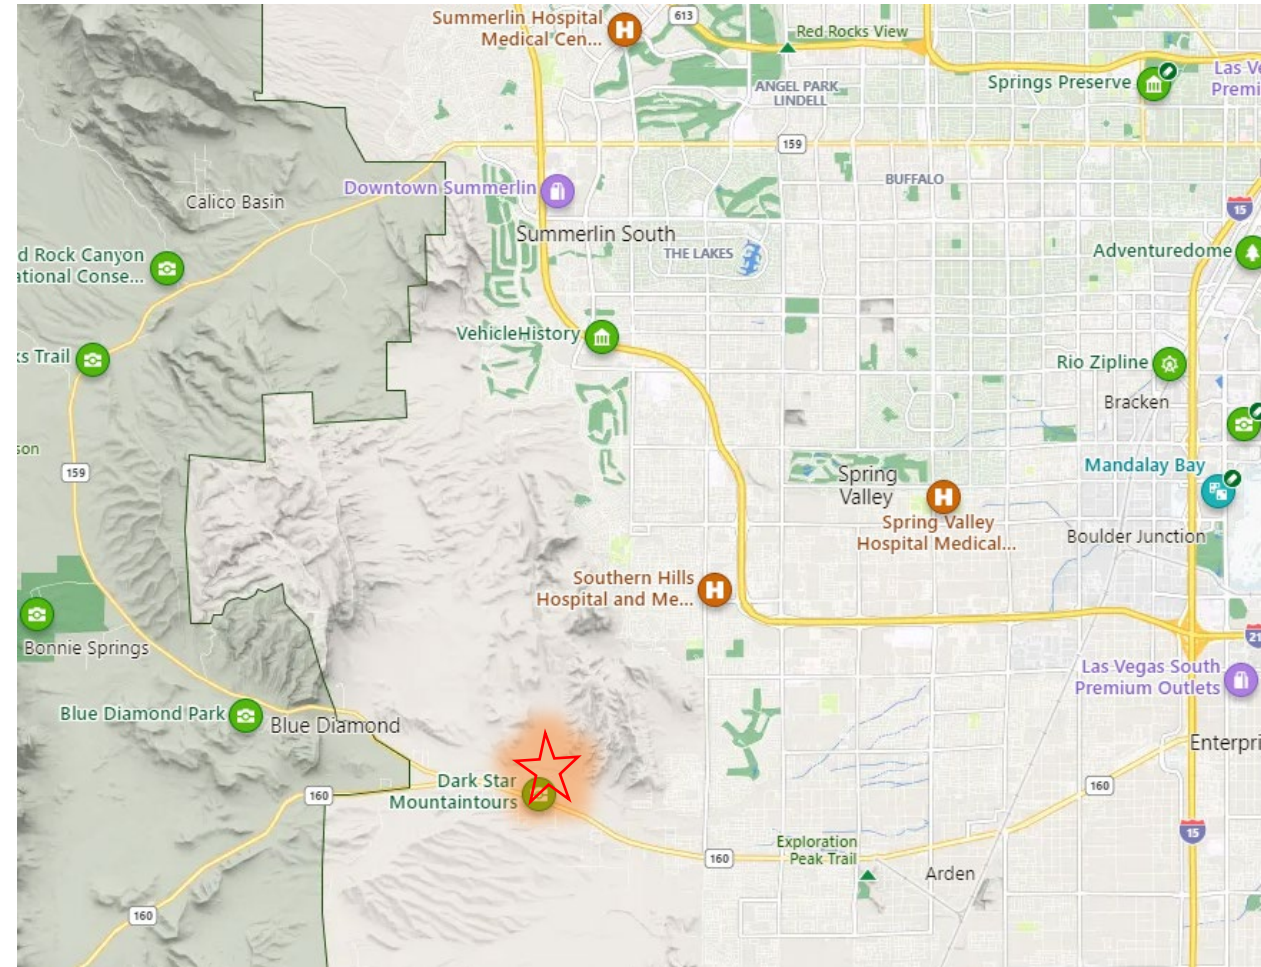 Summerlin Hospital
Medical Cen...
613
Red Rocks View
Springs Preserve
Las Ve
Premi
ANGEL PARK
LINDELL
159
BUFFALO
Downtown Summerlin
Calico Basin
15
Summerlin South
THE LAKES
Adventuredome
d Rock Canyon
ational Conse...
VehicleHistory
ks Trail
Rio Zipline
Bracken
son
159
Mandalay Bay
Spring
Valley
Spring Valley
Hospital Medical...
Boulder Junction
Southern Hills
Hospital and Me...
Bonnie Springs
21
Las Vegas South
Premium Outlets
Blue Diamond Park
Blue Diamond
Enterpri
Dark Star
Mountaintours
160
160
15
Exploration
Peak Trail
160
Arden
160